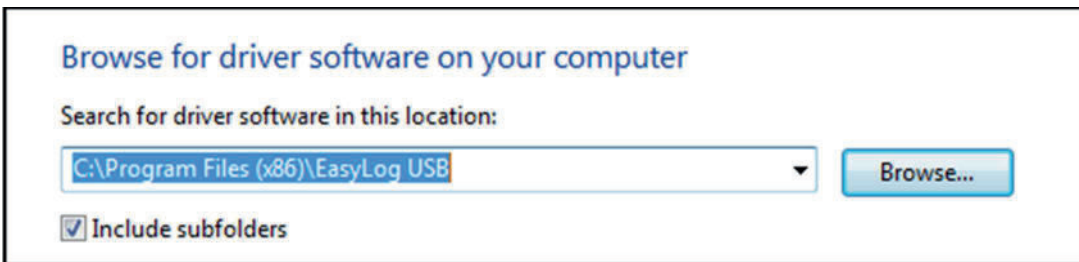 Browse for driver software on your computer
Search for driver software in this location:
C:\Program Files (x86)\EasyLog USB
Browse...
Include subfolders